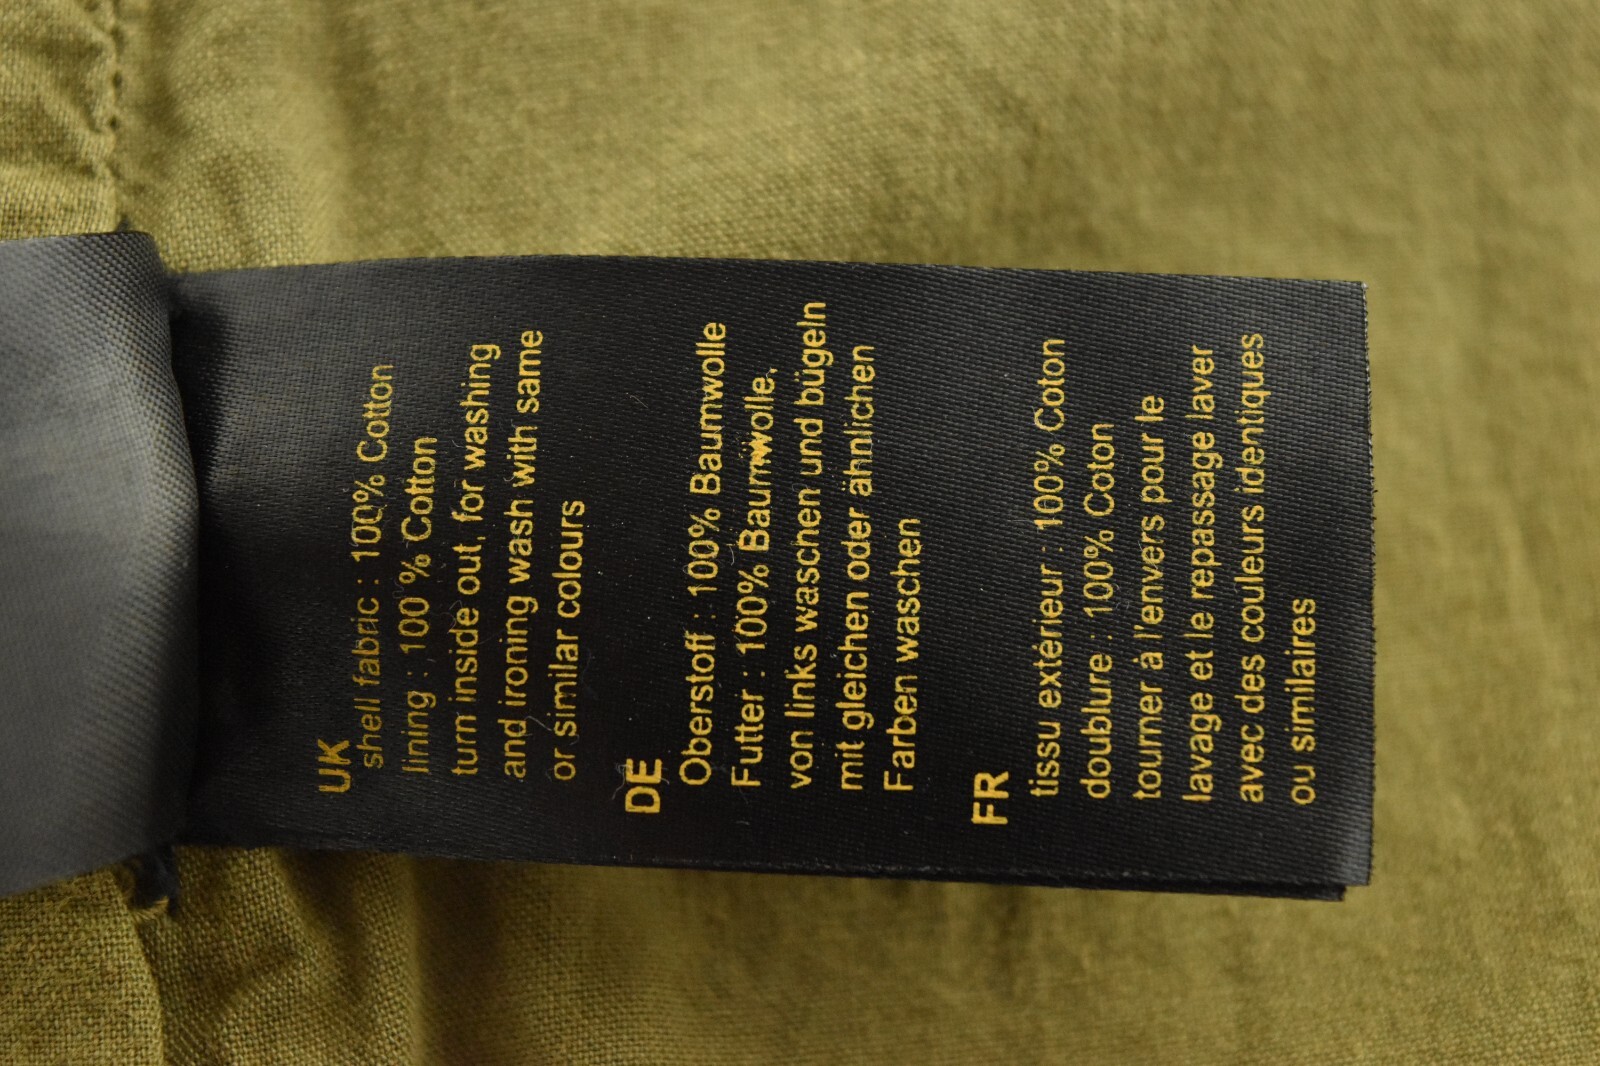 UK
shell fabric : 100% Cotton
lining : 100 % Cotton
turn inside out, for washing
and ironing wash with same
or similar colours
DE
Oberstoff : 100% Baumwolle
Futter : 100% Baumwolle.
von links waschen und bügeln
mit gleichen oder ähnlichen
Farben waschen
FR
tissu extérieur : 100% Coton
doublure : 100% Coton
tourner à l'envers pour le
lavage et le repassage laver
avec des couleurs identiques
ou similaires